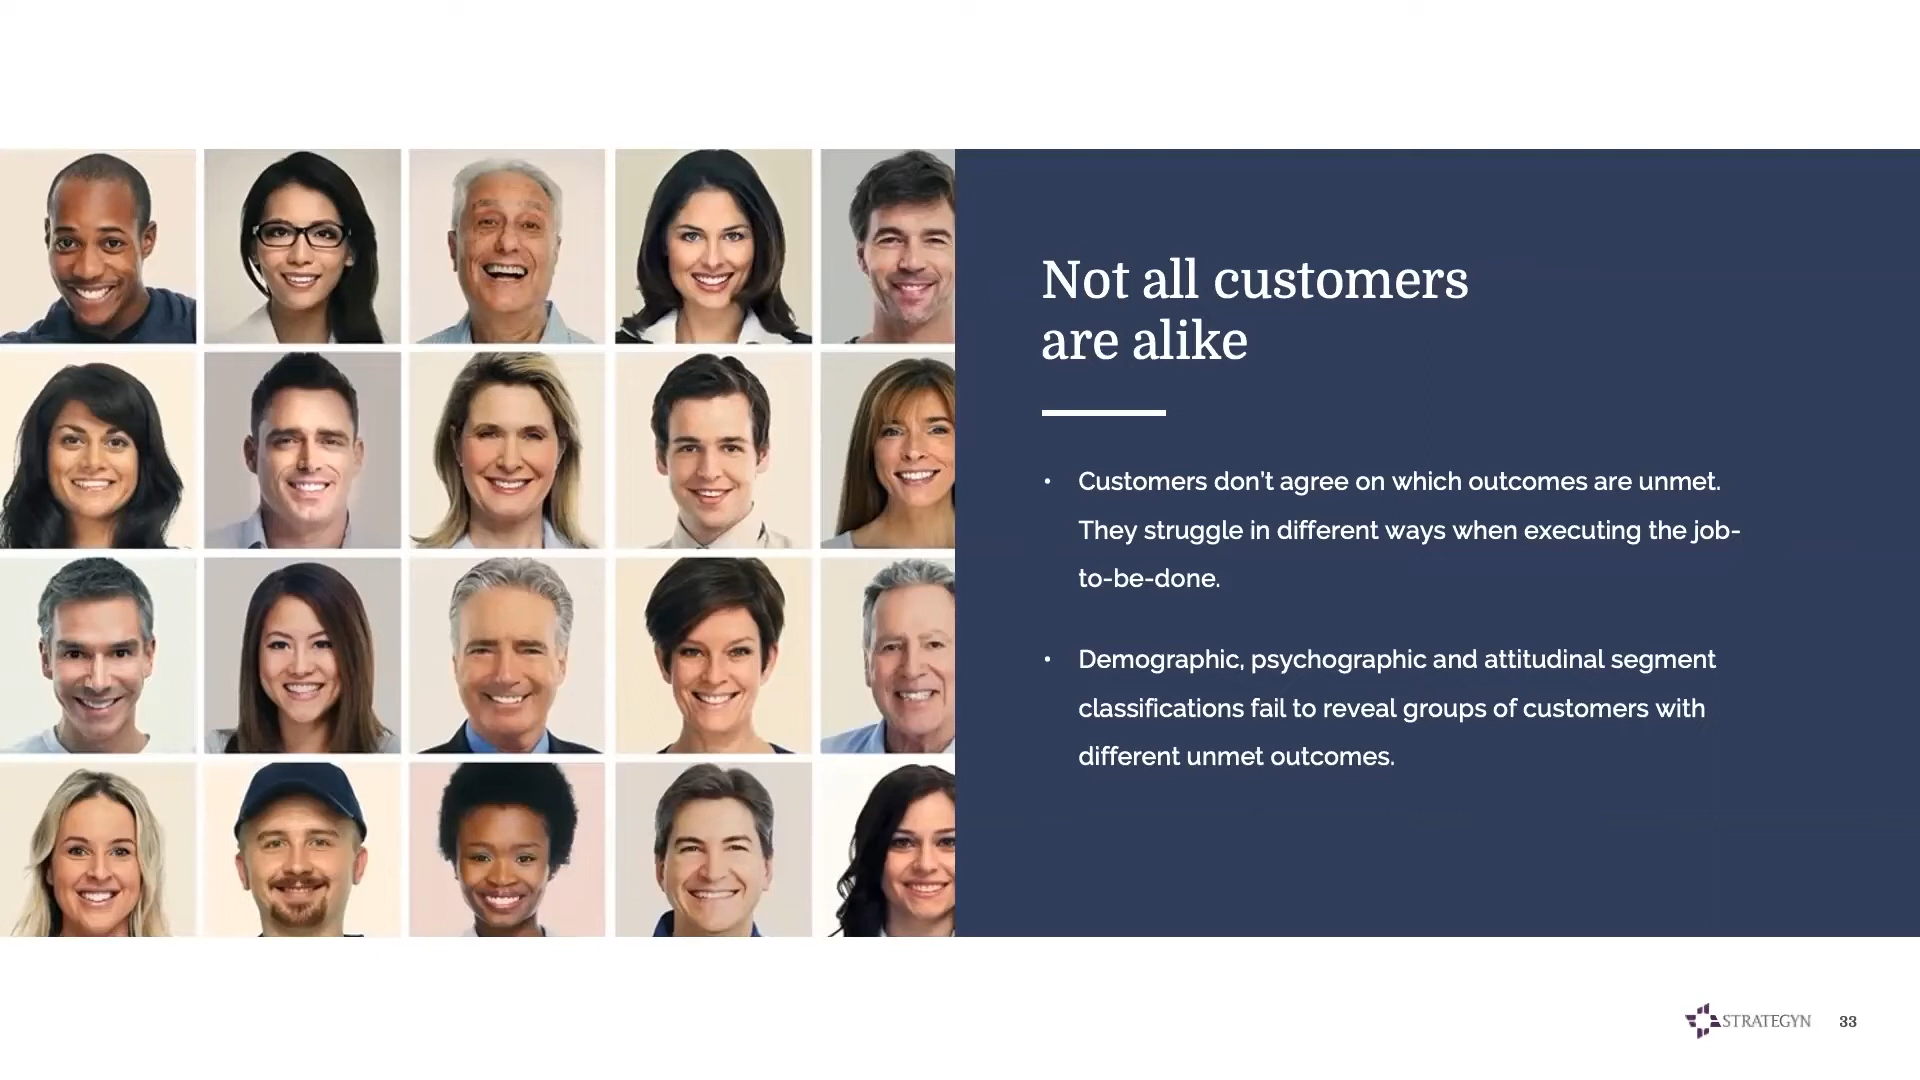 Not all customers
are alike
• Customers don't agree on which outcomes are unmet.
They struggle in different ways when executing the job-
to-be-done.
• Demographic, psychographic and attitudinal segment
classifications fail to reveal groups of customers with
different unmet outcomes.
STRATEGYN 33